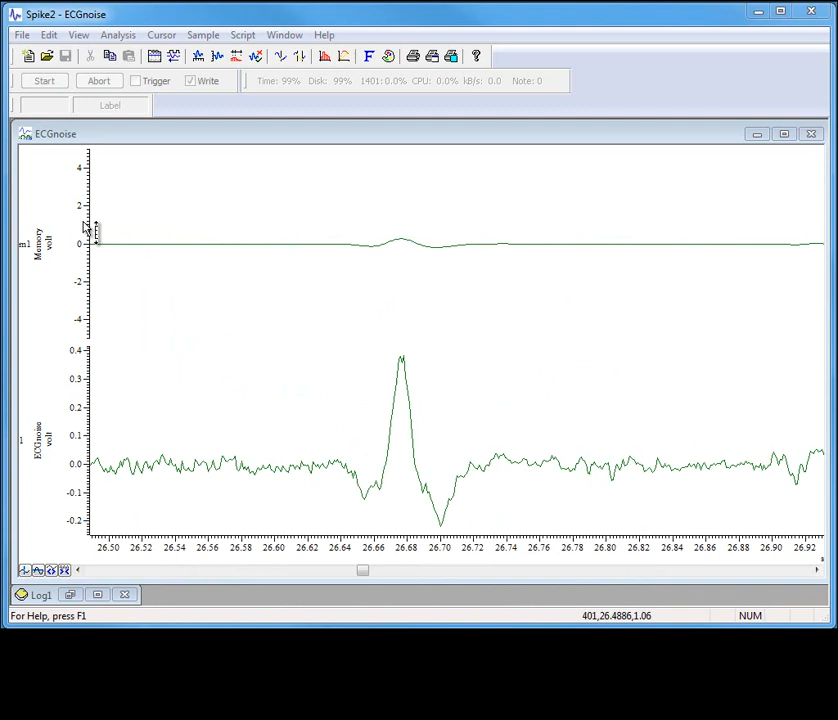 Spike2 - ECGnoise
File Edit View Analysis Cursor Sample Script Window Help
Start Abort Trigger Write Time: 99% Disk: 99% 1401: 0.0% CPU: 0.0% kB/s: 0.0 Note: 0
Label
ECGnoise
4
2
m1 Memory volt 0
-2
-4
0.4
0.3
0.2
0.1
1 ECGnoise volt
0.0
-0.1
-0.2
26.50 26.52 26.54 26.56 26.58 26.60 26.62 26.64 26.66 26.68 26.70 26.72 26.74 26.76 26.78 26.80 26.82 26.84 26.86 26.88 26.90 26.92
s
Log1
For Help, press F1 401,26.4886,1.06 NUM